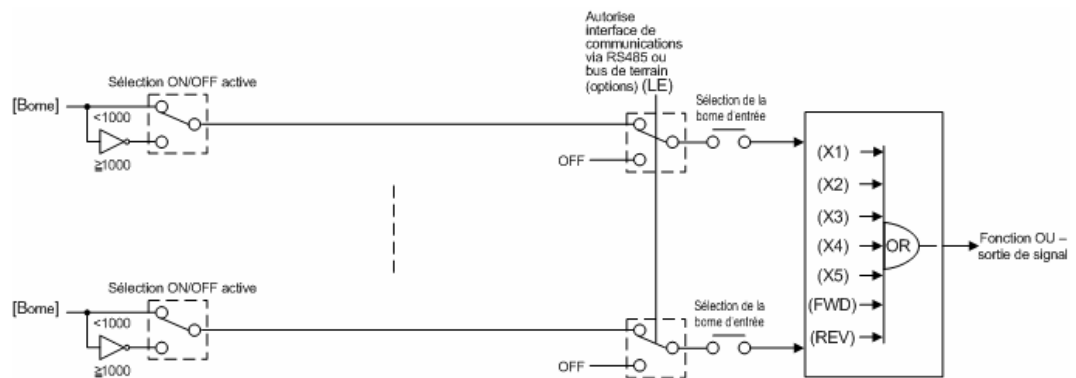 Autorise
interface de
communications
via RS485 ou
bus de terrain
(options) (LE)
Sélection ON/OFF active
[Borne]
<1000
≧1000
Sélection de la
borne d'entrée
OFF
(X1)
(X2)
(X3)
(X4)
(X5)
(FWD)
(REV)
OR
Fonction OU –
sortie de signal
Sélection ON/OFF active
[Borne]
<1000
≧1000
Sélection de la
borne d'entrée
OFF